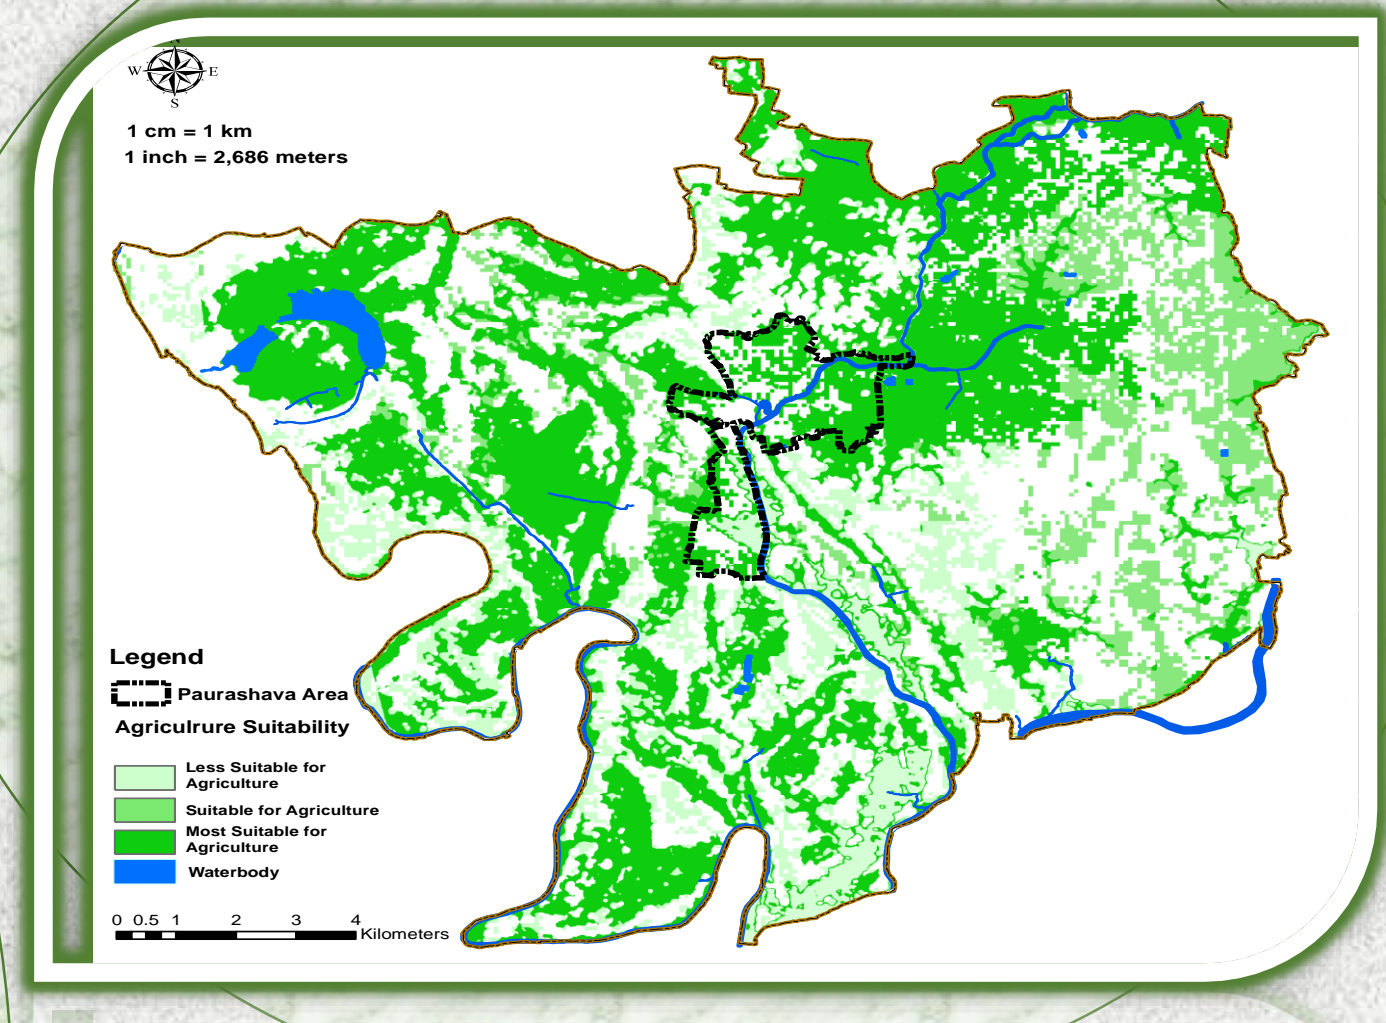 N
W E
S
1 cm = 1 km
1 inch = 2,686 meters
Legend
Paurashava Area
Agriculrure Suitability
Less Suitable for
Agriculture
Suitable for Agriculture
Most Suitable for
Agriculture
Waterbody
0 0.5 1 2 3 4
Kilometers